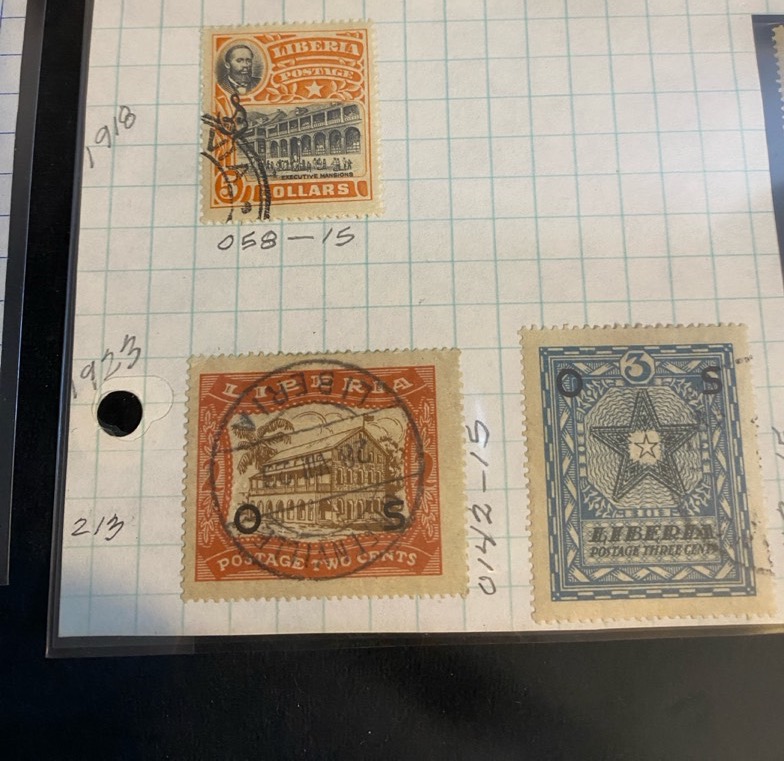 1918
LIBERIA
POSTAGE
EXECUTIVE MANSIONS
DOLLARS
058-15
1923
213
LIBERIA
LIBERIA
O S
POSTAGE TWO CENTS
0142-15
3
O S
LIBERIA
POSTAGE THREE CENTS